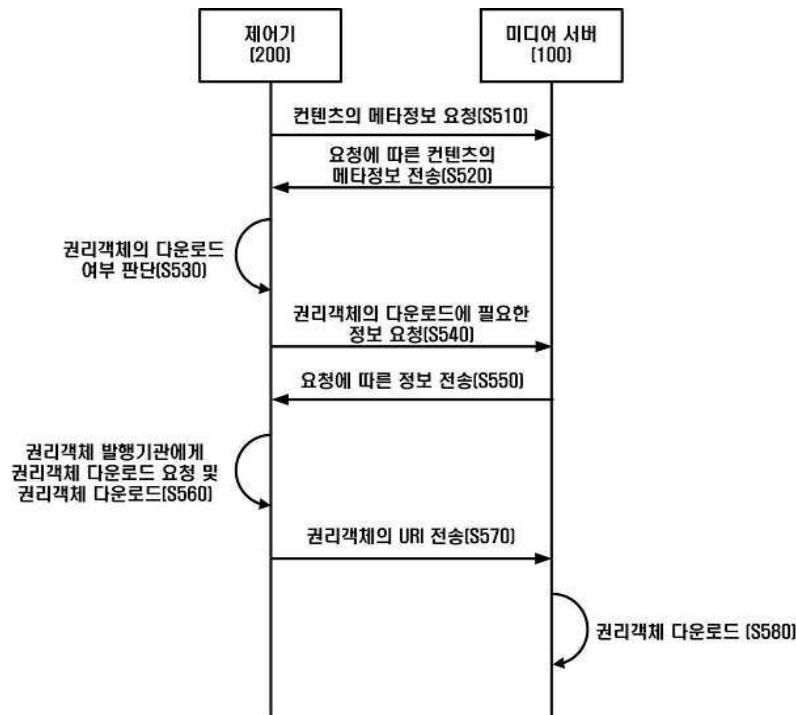 제어기
(200)
미디어 서버
(100)
컨텐츠의 메타정보 요청(S510)
요청에 따른 컨텐츠의
메타정보 전송(S520)
권리객체의 다운로드
여부 판단(S530)
권리객체의 다운로드에 필요한
정보 요청(S540)
요청에 따른 정보 전송(S550)
권리객체 발행기관에게
권리객체 다운로드 요청 및
권리객체 다운로드(S560)
권리객체의 URI 전송(S570)
권리객체 다운로드 (S580)